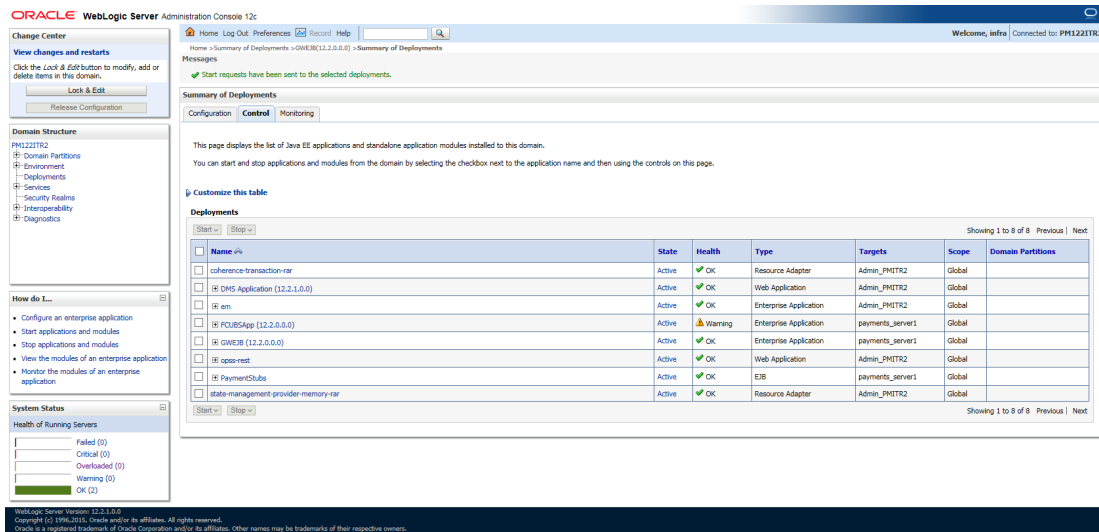 ORACLE WebLogic Server Administration Console 12c
Change Center
View changes and restarts
Click the Lock & Edit button to modify, add or
delete items in this domain.
Lock & Edit
Release Configuration
Domain Structure
PM122ITR2
Domain Partitions
Environment
Deployments
Services
Security Realms
Interoperability
Diagnostics
How do I...
Configure an enterprise application
Start applications and modules
Stop applications and modules
View the modules of an enterprise application
Monitor the modules of an enterprise
application
System Status
Health of Running Servers
Failed (0)
Critical (0)
Overloaded (0)
Warning (0)
OK (2)
Home Log Out Preferences Record Help
Welcome, infra Connected to: PM122ITR2
Home >Summary of Deployments >GWEJB(12.2.0.0.0) >Summary of Deployments
Messages
Start requests have been sent to the selected deployments.
Summary of Deployments
Configuration Control Monitoring
This page displays the list of Java EE applications and standalone application modules installed to this domain.
You can start and stop applications and modules from the domain by selecting the checkbox next to the application name and then using the controls on this page.
Customize this table
Deployments
Start Stop Showing 1 to 8 of 8 Previous | Next
Name State Health Type Targets Scope Domain Partitions
coherence-transaction-rar Active OK Resource Adapter Admin_PMITR2 Global
DMS Application (12.2.1.0.0) Active OK Web Application Admin_PMITR2 Global
em Active OK Enterprise Application Admin_PMITR2 Global
FCUBSApp (12.2.0.0.0) Active Warning Enterprise Application payments_server1 Global
GWEJB (12.2.0.0.0) Active OK Enterprise Application payments_server1 Global
opss-rest Active OK Web Application Admin_PMITR2 Global
PaymentStubs Active OK EJB payments_server1 Global
state-management-provider-memory-rar Active OK Resource Adapter Admin_PMITR2 Global
Start Stop Showing 1 to 8 of 8 Previous | Next
WebLogic Server Version: 12.2.1.0.0
Copyright (c) 1996,2015, Oracle and/or its affiliates. All rights reserved.
Oracle is a registered trademark of Oracle Corporation and/or its affiliates. Other names may be trademarks of their respective owners.